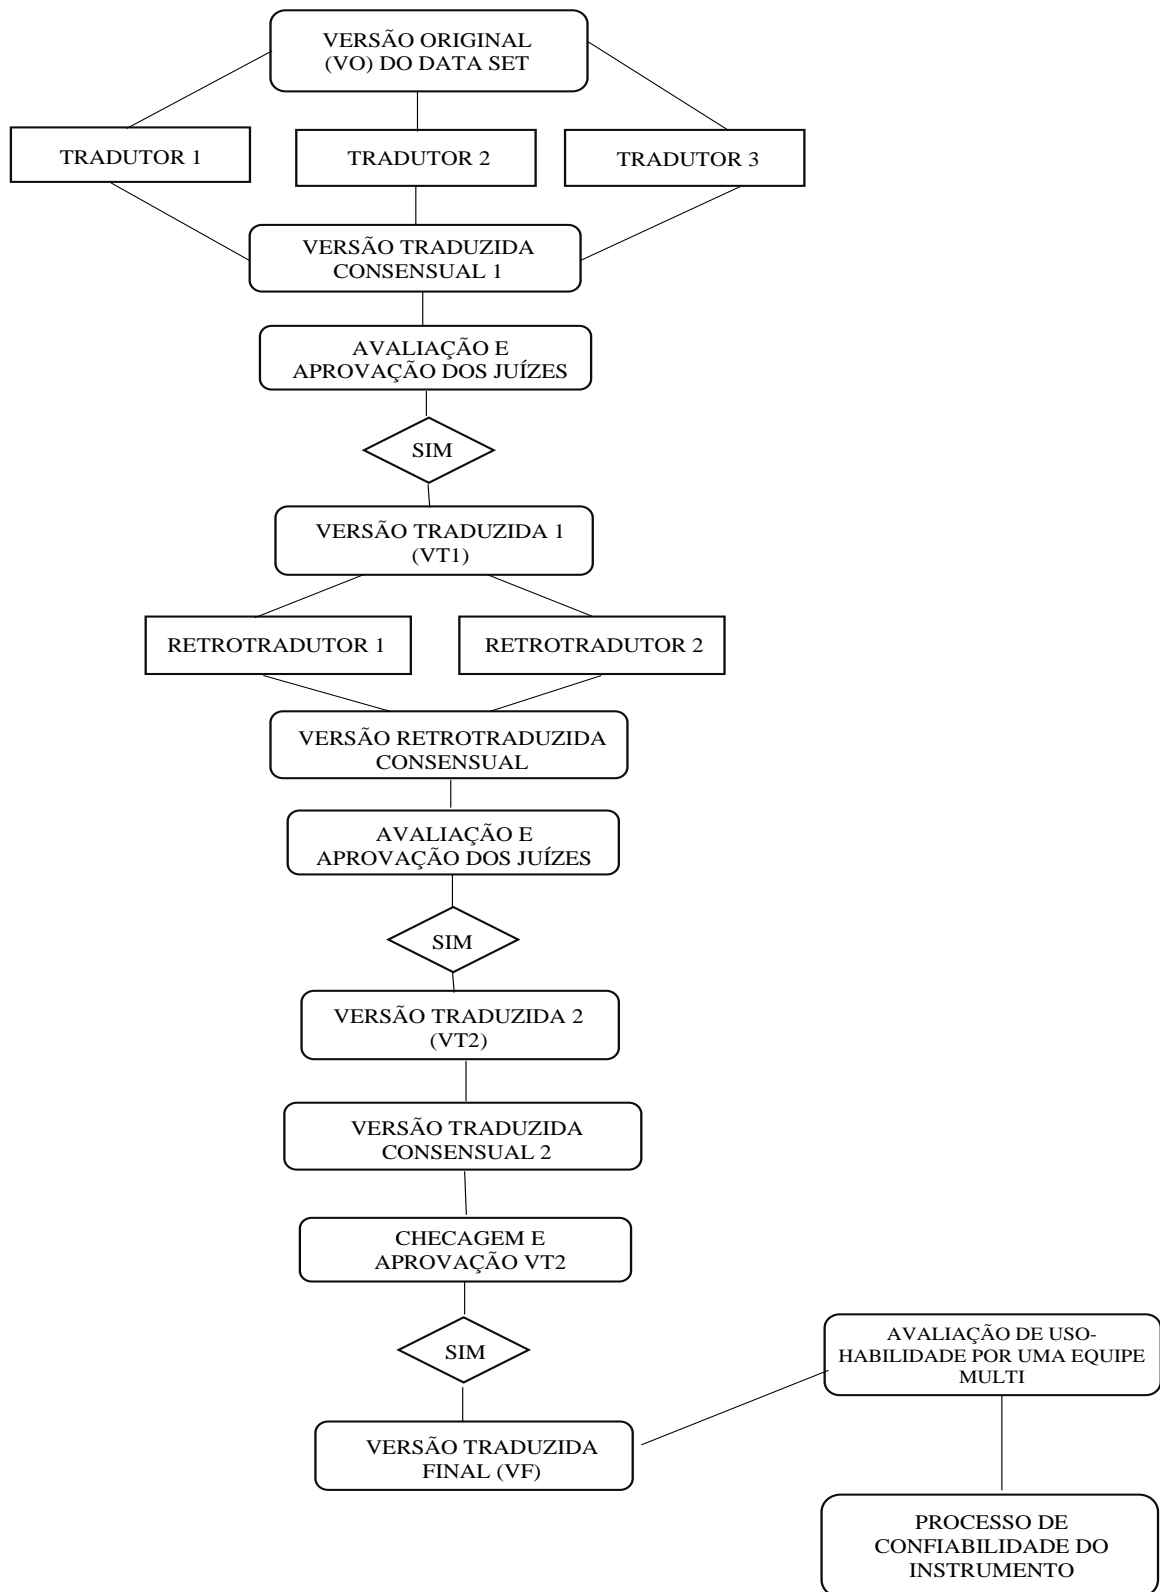 VERSÃO ORIGINAL
(VO) DO DATA SET
TRADUTOR 1
TRADUTOR 2
TRADUTOR 3
VERSÃO TRADUZIDA
CONSENSUAL 1
AVALIAÇÃO E
APROVAÇÃO DOS JUÍZES
SIM
VERSÃO TRADUZIDA 1
(VT1)
RETROTRADUTOR 1
RETROTRADUTOR 2
VERSÃO RETROTRADUZIDA
CONSENSUAL
AVALIAÇÃO E
APROVAÇÃO DOS JUÍZES
SIM
VERSÃO TRADUZIDA 2
(VT2)
VERSÃO TRADUZIDA
CONSENSUAL 2
CHECAGEM E
APROVAÇÃO VT2
SIM
VERSÃO TRADUZIDA
FINAL (VF)
AVALIAÇÃO DE USO-
HABILIDADE POR UMA EQUIPE
MULTI
PROCESSO DE
CONFIABILIDADE DO
INSTRUMENTO